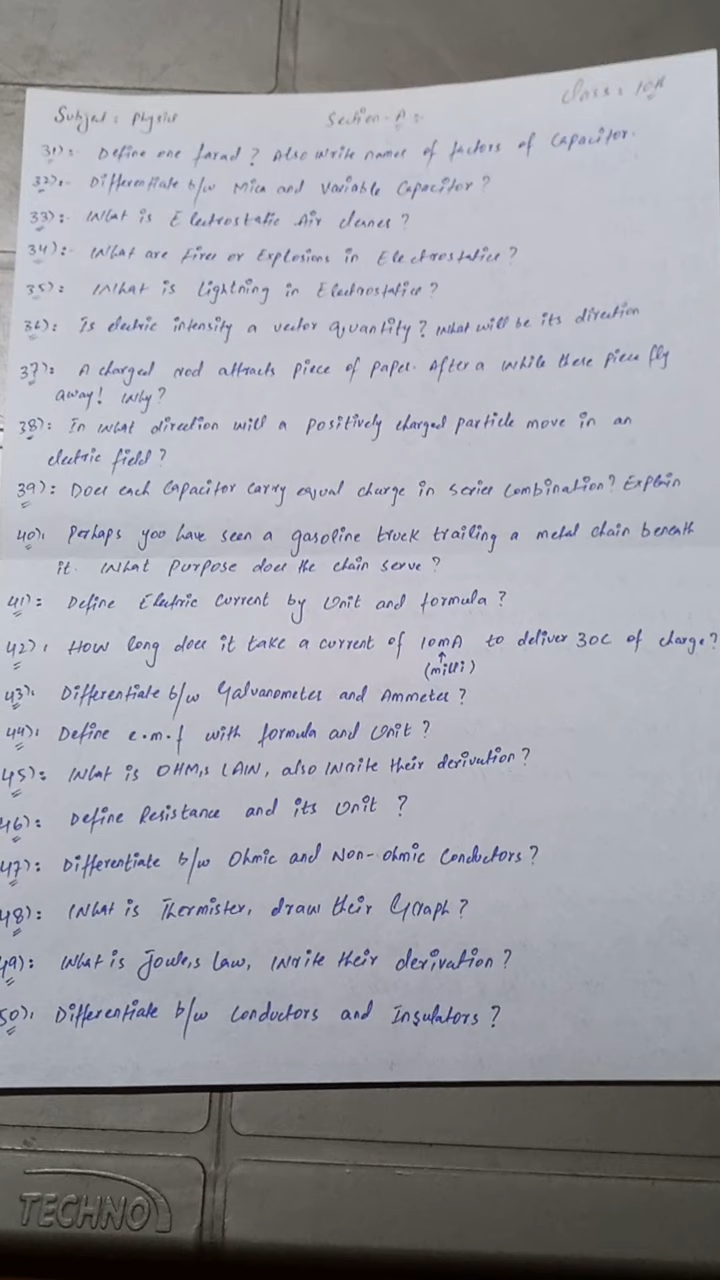 Subject: Physics Section-A: Class: 10th
31):- Define one farad? Also write names of factors of Capacitor.
32):- Differentiate b/w Mica and Variable Capacitor?
33):- What is Electrostatic Air cleaner?
34):- What are Fires or Explosions in Electrostatics?
35): What is Lightning in Electrostatics?
36): Is electric intensity a vector quantity? What will be its direction
37): A charged rod attracts piece of paper. After a while these piece fly
away! Why?
38): In what direction will a positively charged particle move in an
electric field?
39): Does each Capacitor carry equal charge in series Combination? Explain
40). Perhaps you have seen a gasoline truck trailing a metal chain beneath
it. What purpose does the chain serve?
41): Define Electric Current by Unit and formula?
42). How long does it take a current of 10mA to deliver 30C of charge?
↑
(milli)
43). Differentiate b/w Galvanometer and Ammeter?
44). Define e.m.f with formula and Unit?
45): What is OHM,s LAW, also Write their derivation?
46): Define Resistance and its Unit?
47): Differentiate b/w Ohmic and Non-ohmic Conductors?
48): What is Thermister, draw their Graph?
49): What is Joule,s Law, Write their derivation?
50). Differentiate b/w Conductors and Insulators?
TECHNO